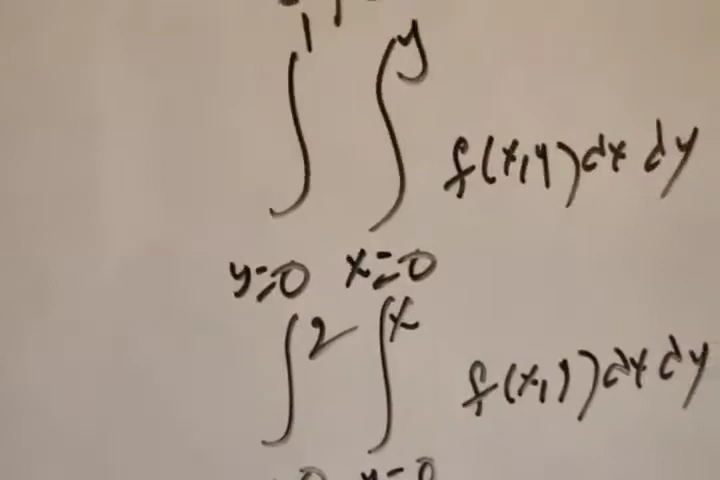 ∫ 1 ∫ y f(x,y) dx dy
y=0 x=0
∫ 2 ∫ x f(x,y) dx dy